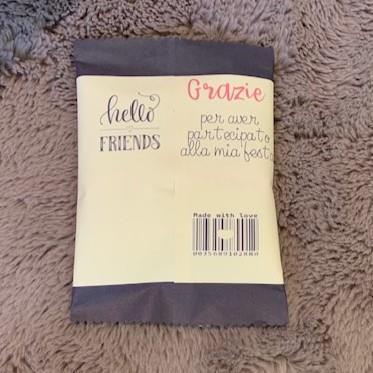 hello
FRIENDS
Grazie
per aver
partecipato
alla mia festa
Made with love